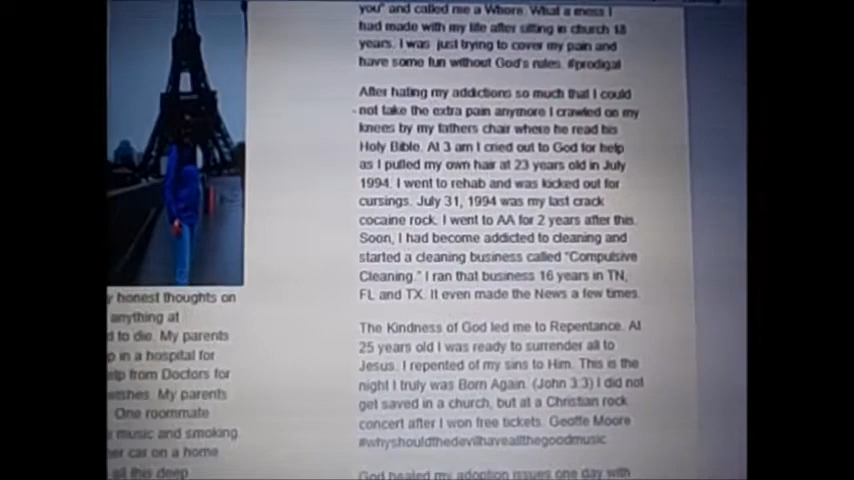 you" and called me a Whore. What a mess I
had made with my life after sitting in church 18
years. I was just trying to cover my pain and
have some fun without God's rules. #prodigal
After hating my addictions so much that I could
not take the extra pain anymore I crawled on my
knees by my fathers chair where he read his
Holy Bible. At 3 am I cried out to God for help
as I pulled my own hair at 23 years old in July
1994. I went to rehab and was kicked out for
cursings. July 31, 1994 was my last crack
cocaine rock. I went to AA for 2 years after this.
Soon, I had become addicted to cleaning and
started a cleaning business called "Compulsive
Cleaning." I ran that business 16 years in TN,
FL and TX. It even made the News a few times.
The Kindness of God led me to Repentance. At
25 years old I was ready to surrender all to
Jesus. I repented of my sins to Him. This is the
night I truly was Born Again. (John 3:3) I did not
get saved in a church, but at a Christian rock
concert after I won free tickets. Geoffe Moore
#whyshouldthedevilhaveallthegoodmusic
God healed my adoption issues one day with
honest thoughts on
anything at
to die. My parents
in a hospital for
from Doctors for
My parents
One roommate
music and smoking
car on a home
all this deep